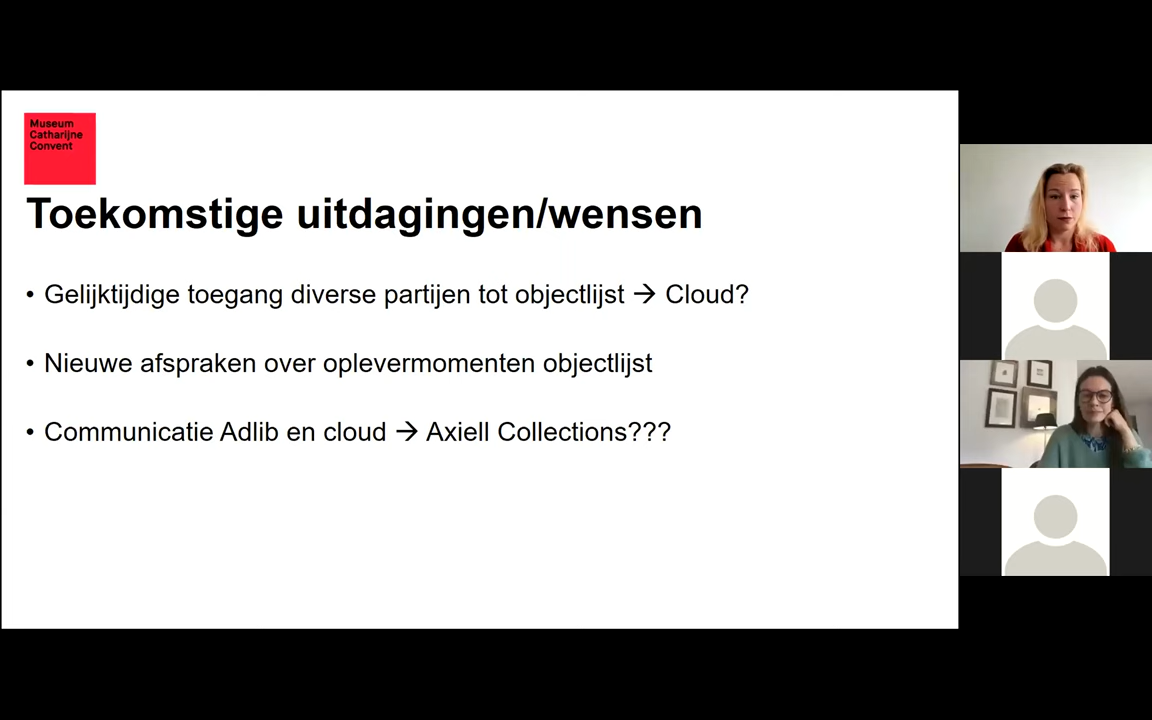 Museum
Catharijne
Convent
Toekomstige uitdagingen/wensen
• Gelijktijdige toegang diverse partijen tot objectlijst → Cloud?
• Nieuwe afspraken over oplevermomenten objectlijst
• Communicatie Adlib en cloud → Axiell Collections???